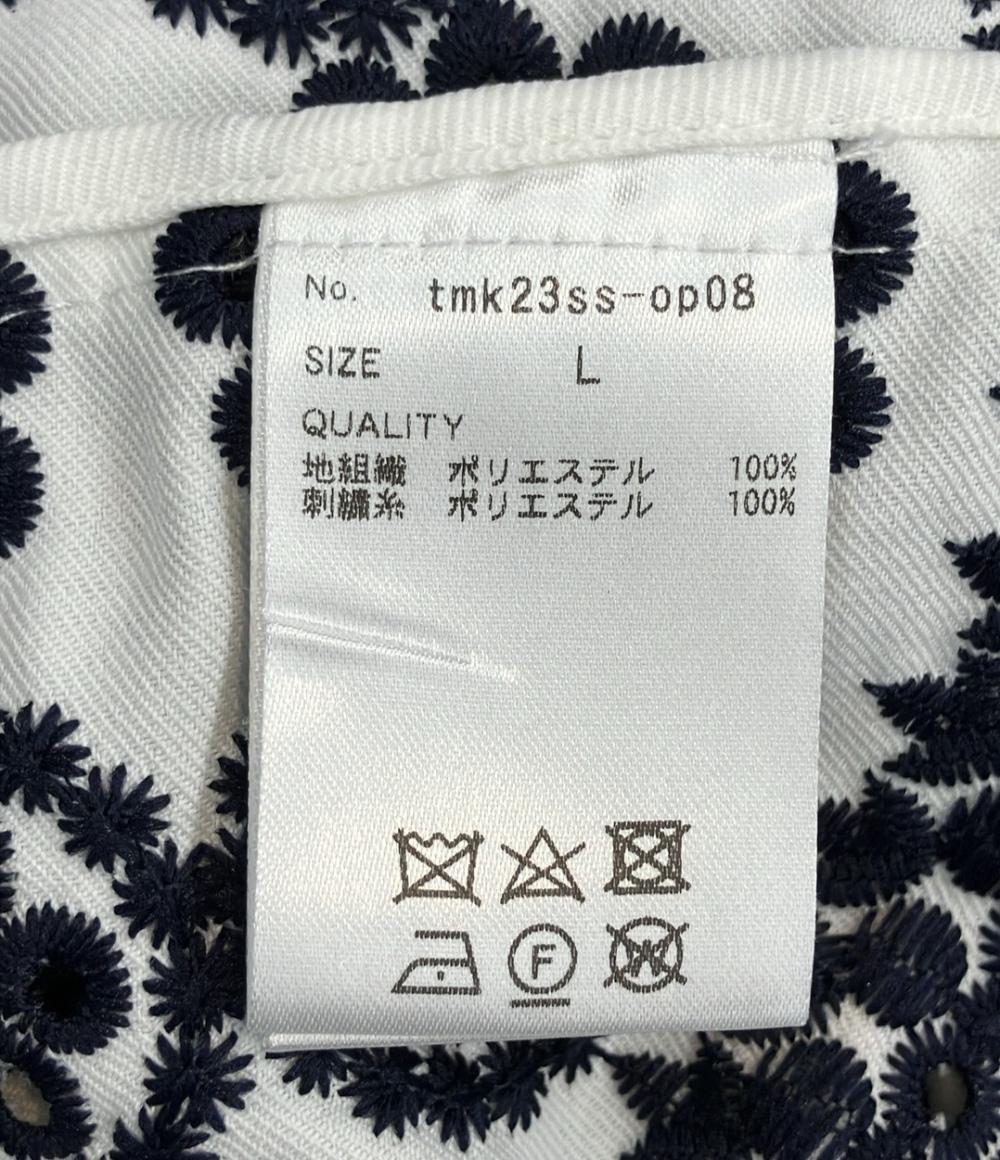 No. tmk23ss-op08
SIZE L
QUALITY
地組織 ポリエステル 100%
刺繍糸 ポリエステル 100%
F